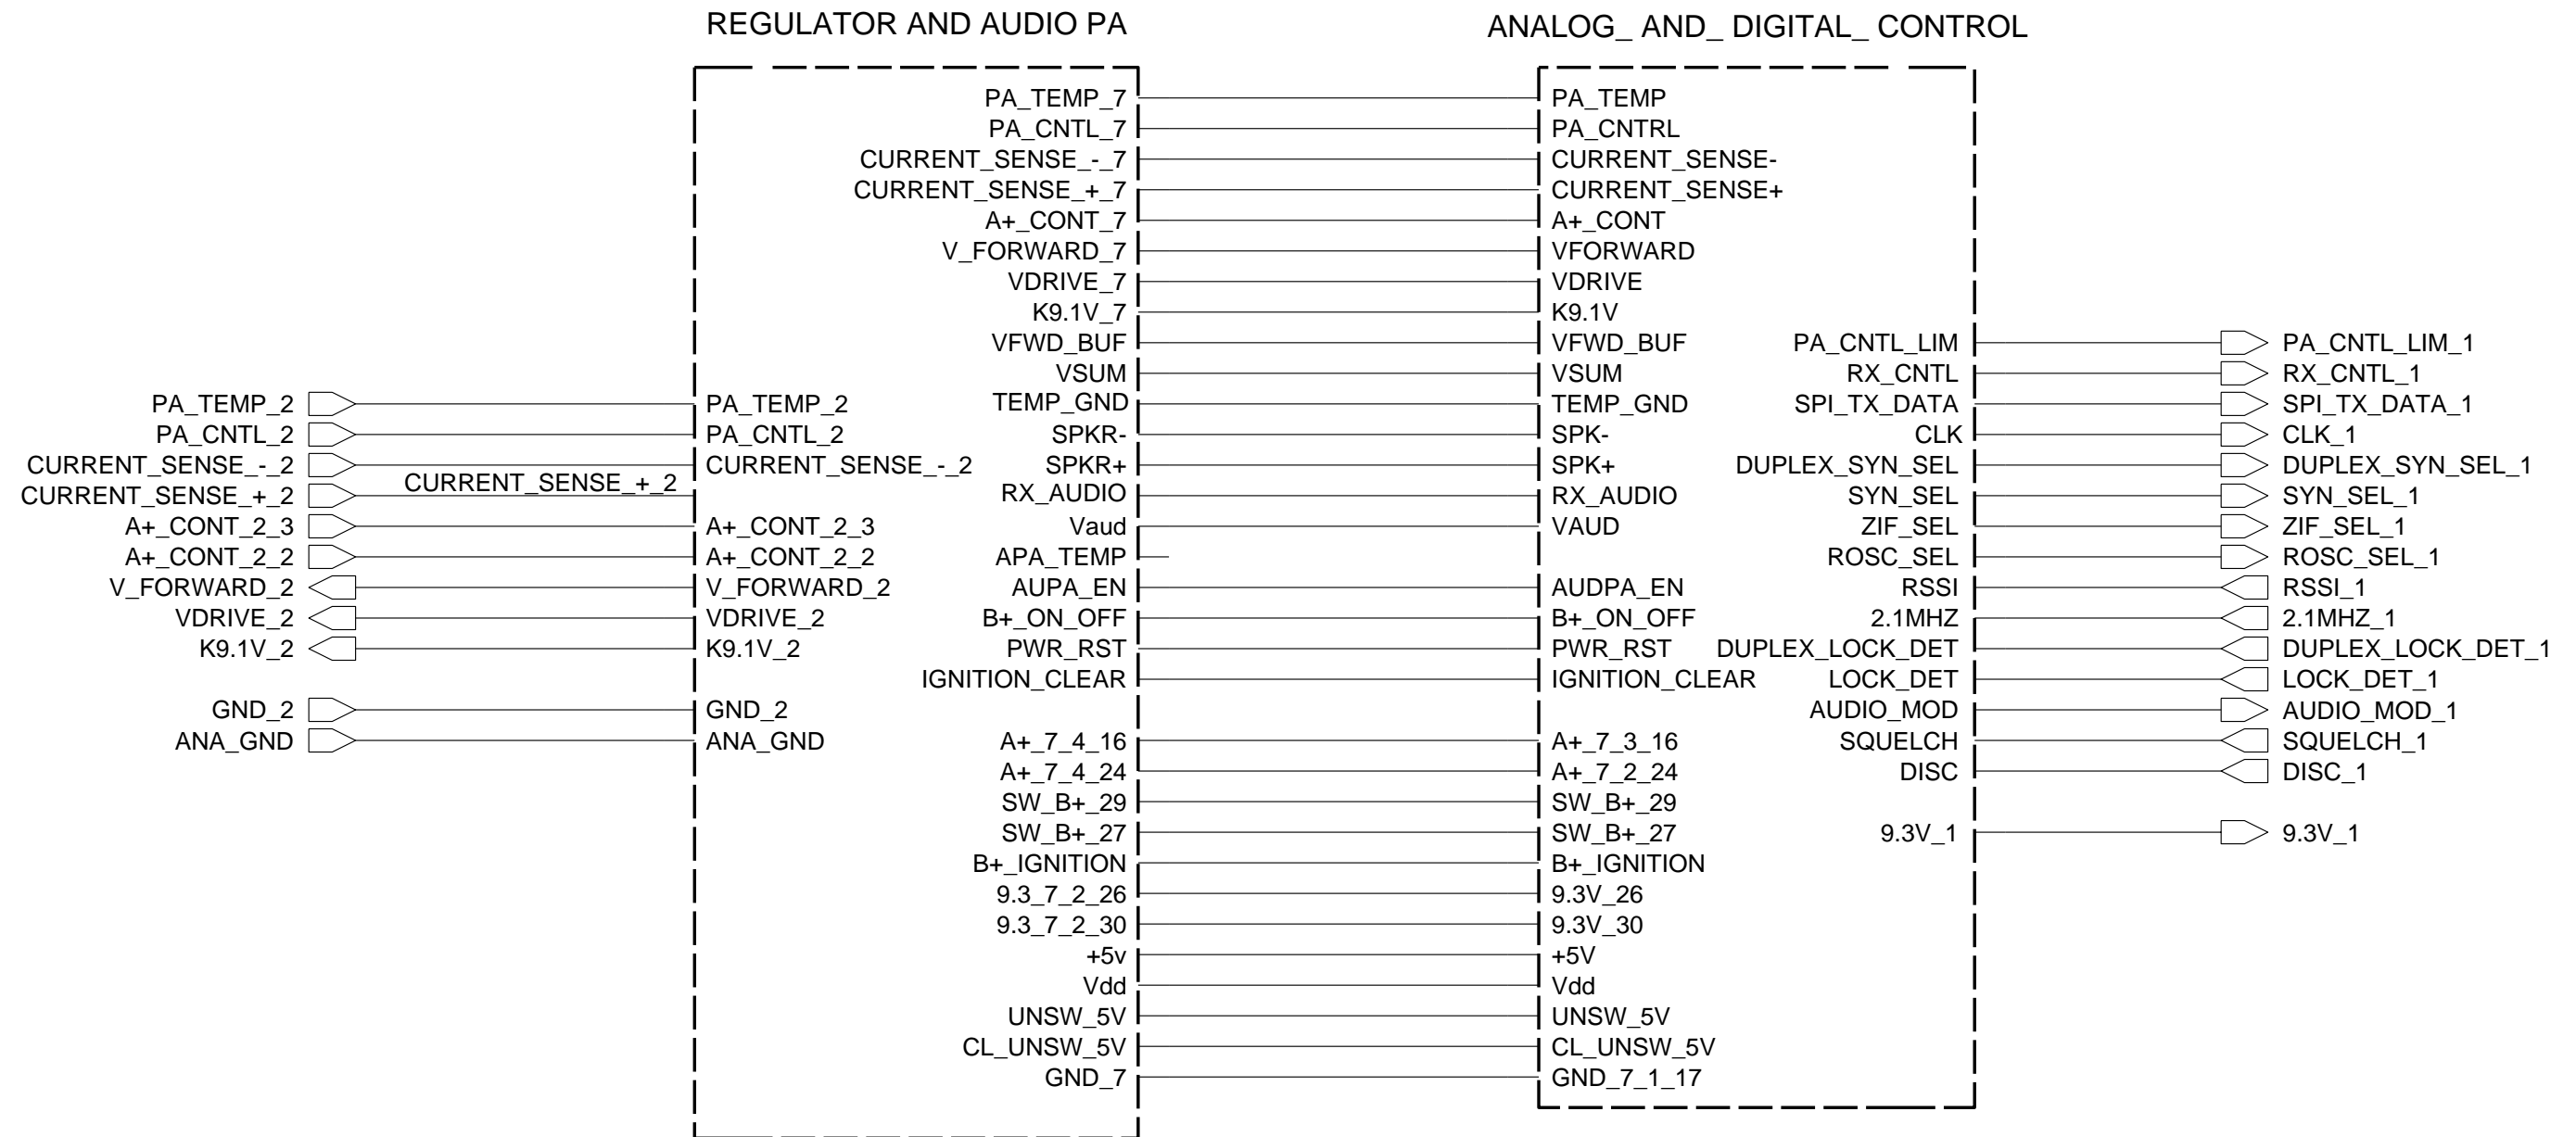 REGULATOR AND AUDIO PA
ANALOG_ AND_ DIGITAL_ CONTROL
PA_TEMP_7 PA_TEMP
PA_CNTL_7 PA_CNTRL
CURRENT_SENSE_-_7 CURRENT_SENSE-
CURRENT_SENSE_+_7 CURRENT_SENSE+
A+_CONT_7 A+_CONT
V_FORWARD_7 VFORWARD
VDRIVE_7 VDRIVE
K9.1V_7 K9.1V
VFWD_BUF VFWD_BUF PA_CNTL_LIM PA_CNTL_LIM_1
VSUM VSUM RX_CNTL RX_CNTL_1
PA_TEMP_2 PA_TEMP_2 TEMP_GND TEMP_GND SPI_TX_DATA SPI_TX_DATA_1
PA_CNTL_2 PA_CNTL_2 SPKR- SPK- CLK CLK_1
CURRENT_SENSE_-_2 CURRENT_SENSE_-_2 SPKR+ SPK+ DUPLEX_SYN_SEL DUPLEX_SYN_SEL_1
CURRENT_SENSE_+_2 CURRENT_SENSE_+_2 RX_AUDIO RX_AUDIO SYN_SEL SYN_SEL_1
A+_CONT_2_3 A+_CONT_2_3 Vaud VAUD ZIF_SEL ZIF_SEL_1
A+_CONT_2_2 A+_CONT_2_2 APA_TEMP ROSC_SEL ROSC_SEL_1
V_FORWARD_2 V_FORWARD_2 AUPA_EN AUDPA_EN RSSI RSSI_1
VDRIVE_2 VDRIVE_2 B+_ON_OFF B+_ON_OFF 2.1MHZ 2.1MHZ_1
K9.1V_2 K9.1V_2 PWR_RST PWR_RST DUPLEX_LOCK_DET DUPLEX_LOCK_DET_1
IGNITION_CLEAR IGNITION_CLEAR LOCK_DET LOCK_DET_1
GND_2 GND_2 AUDIO_MOD AUDIO_MOD_1
ANA_GND ANA_GND A+_7_4_16 A+_7_3_16 SQUELCH SQUELCH_1
A+_7_4_24 A+_7_2_24 DISC DISC_1
SW_B+_29 SW_B+_29
SW_B+_27 SW_B+_27 9.3V_1 9.3V_1
B+_IGNITION B+_IGNITION
9.3_7_2_26 9.3V_26
9.3_7_2_30 9.3V_30
+5v +5V
Vdd Vdd
UNSW_5V UNSW_5V
CL_UNSW_5V CL_UNSW_5V
GND_7 GND_7_1_17